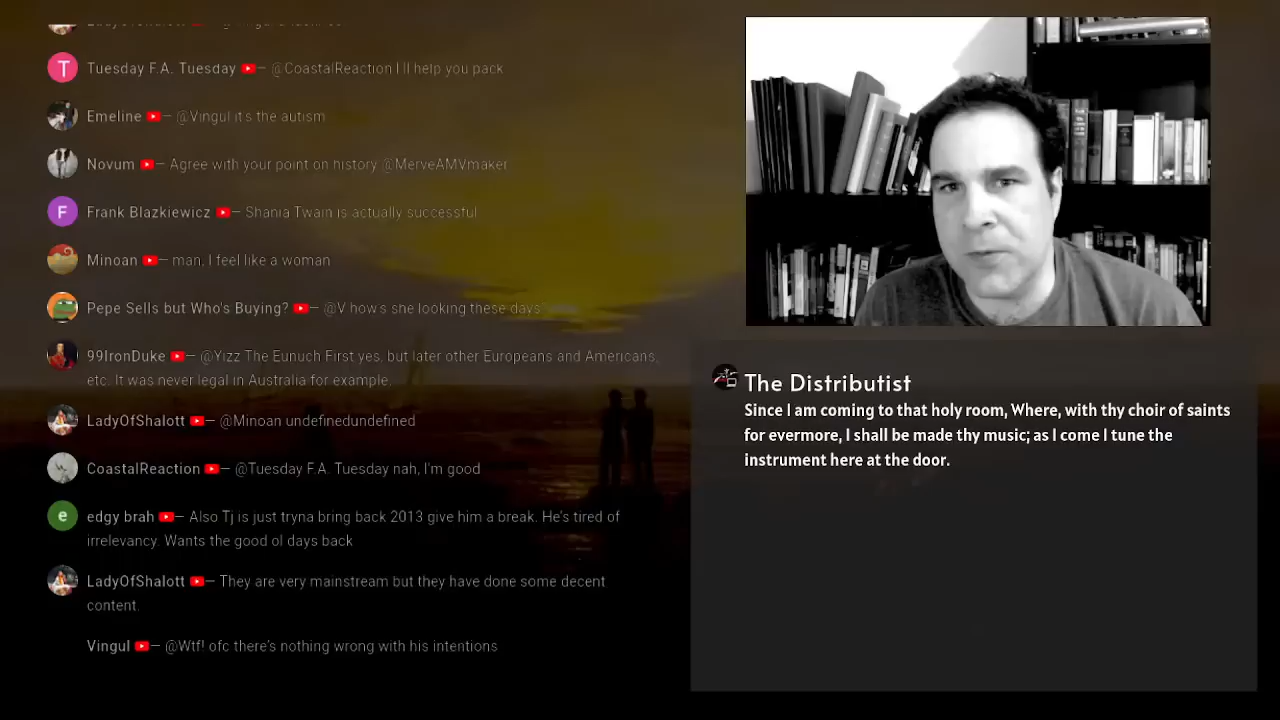 Tuesday F.A. Tuesday — @CoastalReaction I ll help you pack
Emeline — @Vingul it's the autism
Novum — Agree with your point on history @MerveAMVmaker
F
Frank Blazkiewicz — Shania Twain is actually successful
Minoan — man, I feel like a woman
Pepe Sells but Who's Buying? — @V how's she looking these days
99IronDuke — @Yizz The Eunuch First yes, but later other Europeans and Americans,
etc. It was never legal in Australia for example.
LadyOfShalott — @Minoan undefinedundefined
CoastalReaction — @Tuesday F.A. Tuesday nah, I'm good
e
edgy brah — Also Tj is just tryna bring back 2013 give him a break. He's tired of
irrelevancy. Wants the good ol days back
LadyOfShalott — They are very mainstream but they have done some decent
content.
Vingul — @Wtf! ofc there's nothing wrong with his intentions
The Distributist
Since I am coming to that holy room, Where, with thy choir of saints
for evermore, I shall be made thy music; as I come I tune the
instrument here at the door.